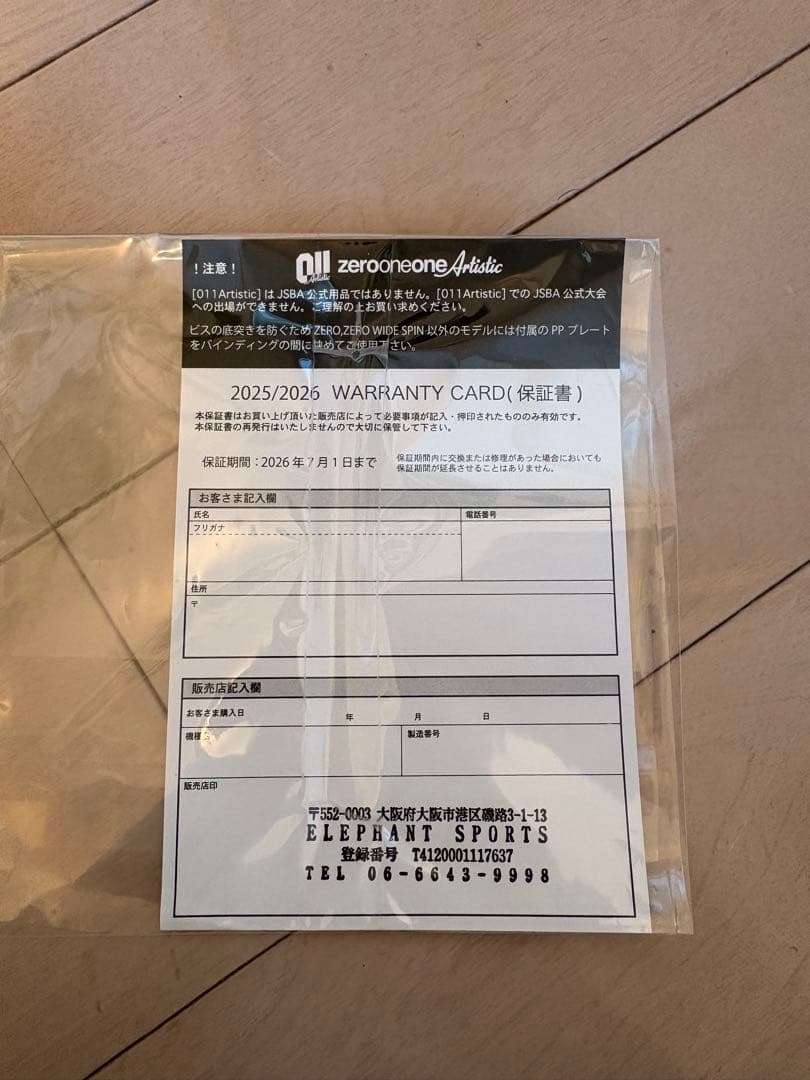 ！注意！
011 Artistic zerooneone Artistic
[011Artistic] は JSBA 公式用品ではありません。[011Artistic] での JSBA 公式大会
への出場ができません。ご理解の上お買い求めください。
ビスの底突きを防ぐため ZERO,ZERO WIDE SPIN 以外のモデルには付属の PP プレート
をバインディングの間に挟めてご使用下さい。
2025/2026 WARRANTY CARD(保証書)
本保証書はお買い上げ頂いた販売店によって必要事項が記入・押印されたもののみ有効です。
本保証書の再発行はいたしませんので大切に保管して下さい。
保証期間：2026 年 7 月 1 日まで
保証期間内に交換または修理があった場合においても
保証期間が延長させることはありません。
お客さま記入欄
氏名
電話番号
フリガナ
住所
〒
販売店記入欄
お客さま購入日 年 月 日
機種
製造番号
販売店印
〒552-0003 大阪府大阪市港区磯路3-1-13
ELEPHANT SPORTS
登録番号 T4120001117637
TEL 06-6643-9998